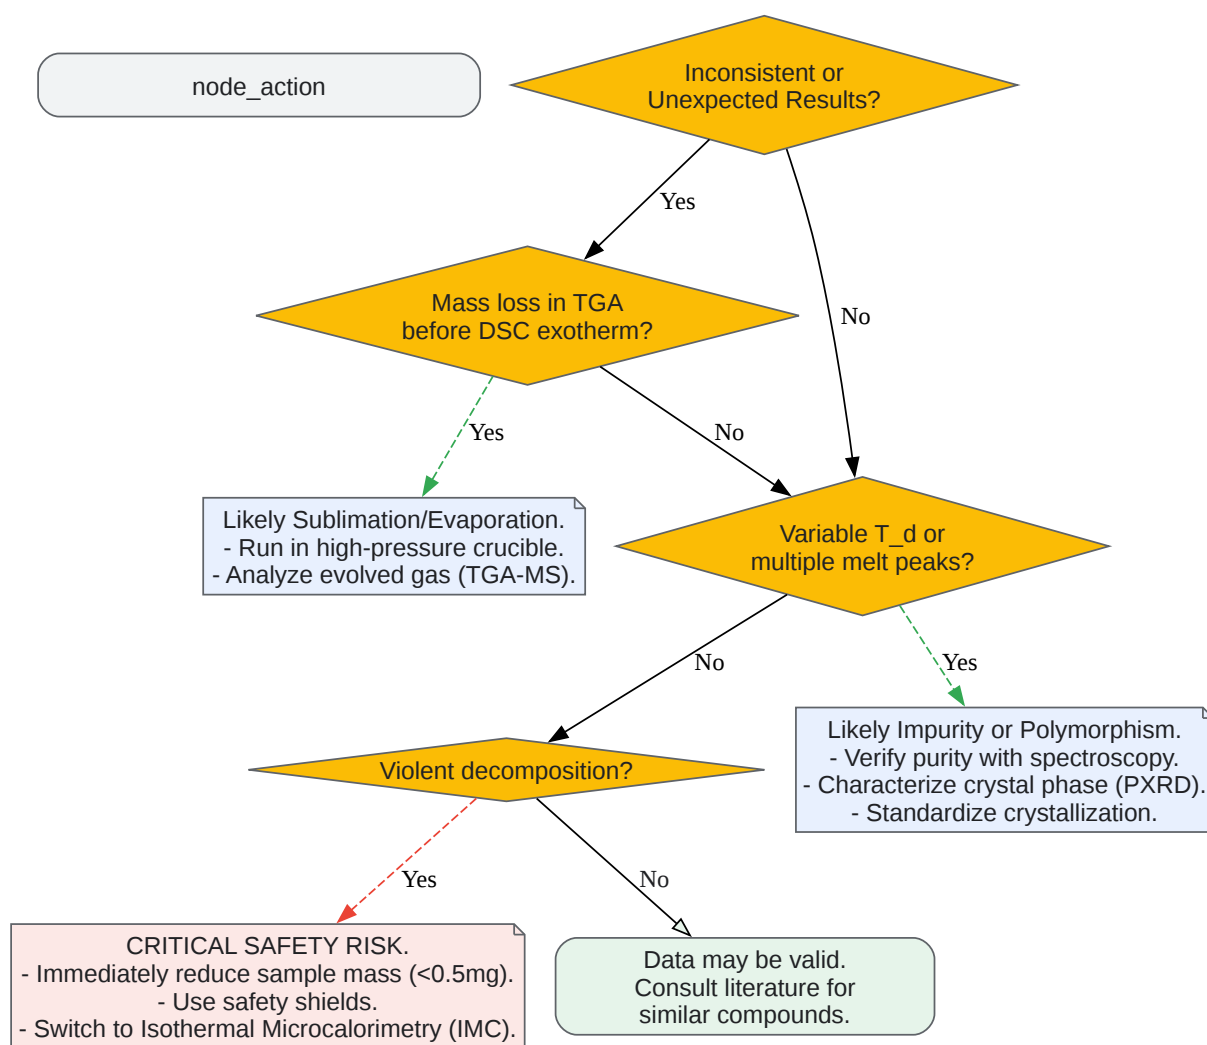 node_action
Inconsistent or
Unexpected Results?
Yes
No
Mass loss in TGA
before DSC exotherm?
Yes
No
Likely Sublimation/Evaporation.
- Run in high-pressure crucible.
- Analyze evolved gas (TGA-MS).
Variable T_d or
multiple melt peaks?
No
Yes
Likely Impurity or Polymorphism.
- Verify purity with spectroscopy.
- Characterize crystal phase (PXRD).
- Standardize crystallization.
Violent decomposition?
Yes
No
CRITICAL SAFETY RISK.
- Immediately reduce sample mass (<0.5mg).
- Use safety shields.
- Switch to Isothermal Microcalorimetry (IMC).
Data may be valid.
Consult literature for
similar compounds.